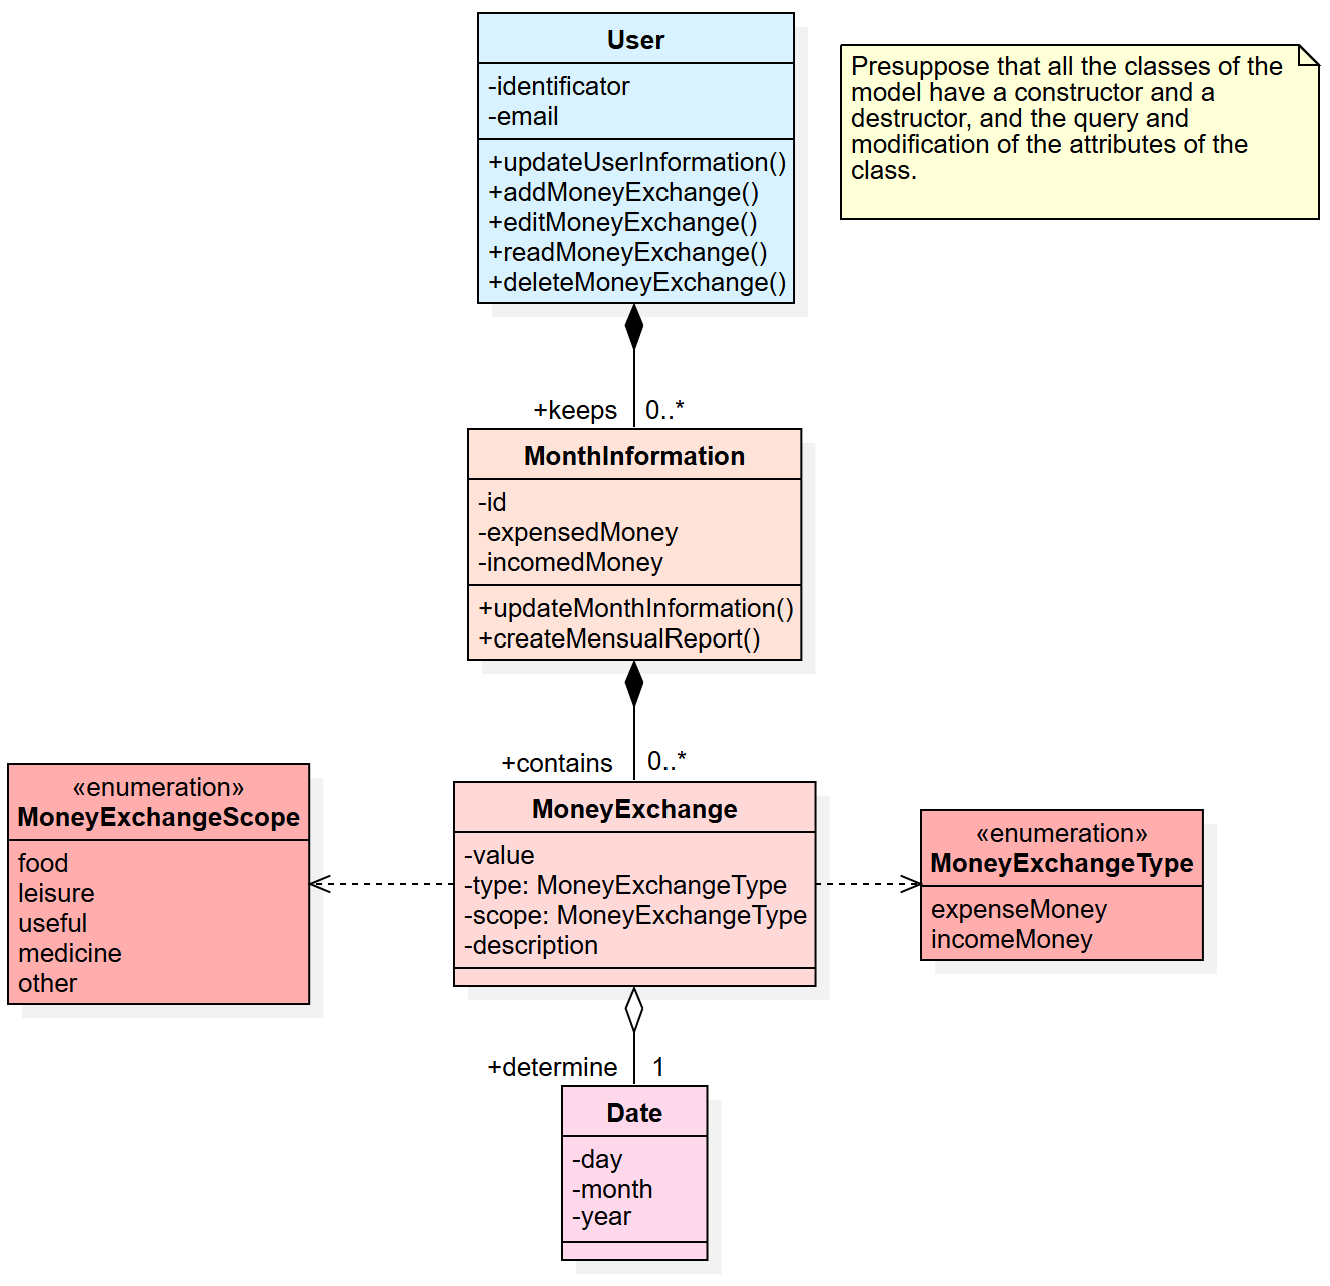 User
-identificator
-email
+updateUserInformation()
+addMoneyExchange()
+editMoneyExchange()
+readMoneyExchange()
+deleteMoneyExchange()
Presuppose that all the classes of the
model have a constructor and a
destructor, and the query and
modification of the attributes of the
class.
+keeps 0..*
MonthInformation
-id
-expensedMoney
-incomedMoney
+updateMonthInformation()
+createMensualReport()
+contains 0..*
«enumeration»
MoneyExchangeScope
food
leisure
useful
medicine
other
MoneyExchange
-value
-type: MoneyExchangeType
-scope: MoneyExchangeType
-description
«enumeration»
MoneyExchangeType
expenseMoney
incomeMoney
+determine 1
Date
-day
-month
-year